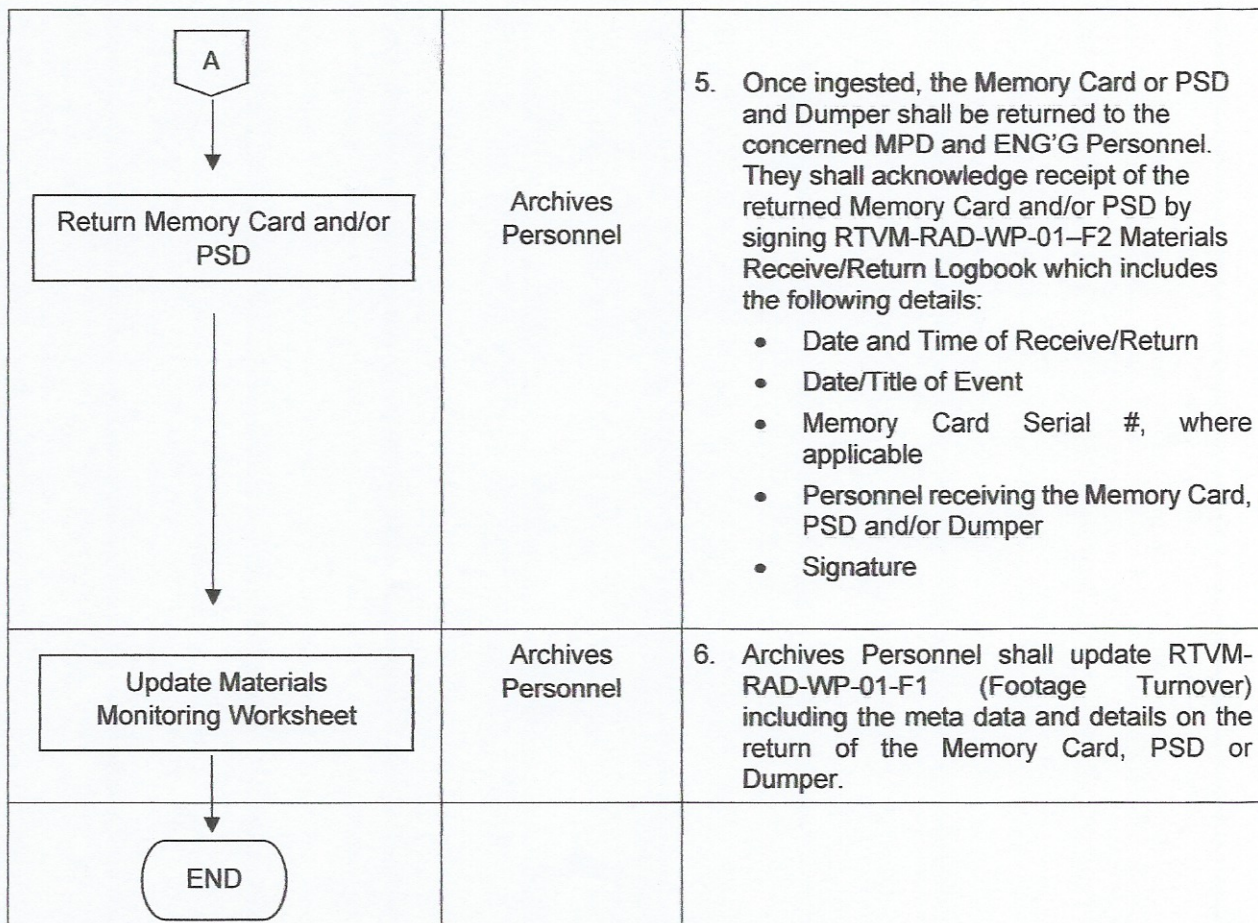 A
Return Memory Card and/or
PSD
Archives
Personnel
5. Once ingested, the Memory Card or PSD
and Dumper shall be returned to the
concerned MPD and ENG'G Personnel.
They shall acknowledge receipt of the
returned Memory Card and/or PSD by
signing RTVM-RAD-WP-01–F2 Materials
Receive/Return Logbook which includes
the following details:
• Date and Time of Receive/Return
• Date/Title of Event
• Memory Card Serial #, where
applicable
• Personnel receiving the Memory Card,
PSD and/or Dumper
• Signature
Update Materials
Monitoring Worksheet
Archives
Personnel
6. Archives Personnel shall update RTVM-
RAD-WP-01-F1 (Footage Turnover)
including the meta data and details on the
return of the Memory Card, PSD or
Dumper.
END